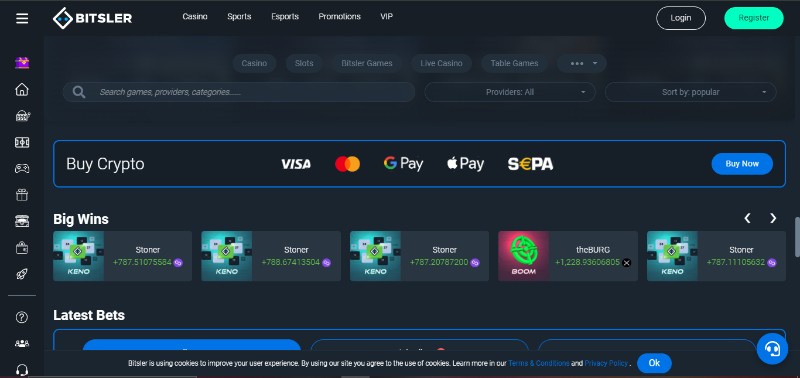 BITSLER
Casino Sports Esports Promotions VIP
Login Register
Casino Slots Bitsler Games Live Casino Table Games
Search games, providers, categories......
Providers: All
Sort by: popular
Buy Crypto VISA G Pay Pay S€PA Buy Now
Big Wins
KENO Stoner +787.51075584
KENO Stoner +788.67413504
KENO Stoner +787.20787200
BOOM theBURG +1,228.93606805
KENO Stoner +787.11105632
Latest Bets
Bitsler is using cookies to improve your user experience. By using our site you agree to the use of cookies. Learn more in our Terms & Conditions and Privacy Policy. Ok